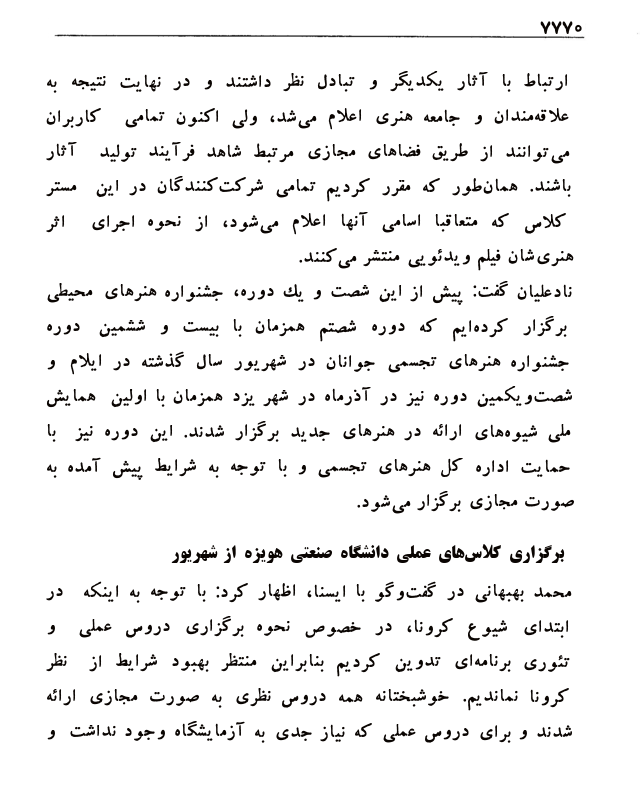 ۷۷۷۰
ارتباط با آثار یکدیگر و تبادل نظر داشتند و در نهایت نتیجه به
علاقه‌مندان و جامعه هنری اعلام می‌شد، ولی اکنون تمامی کاربران
می‌توانند از طریق فضاهای مجازی مرتبط شاهد فرآیند تولید آثار
باشند. همان‌طور که مقرر کردیم تمامی شرکت‌کنندگان در این مستر
کلاس که متعاقبا اسامی آنها اعلام می‌شود، از نحوه اجرای اثر
هنری‌شان فیلم ویدئویی منتشر می‌کنند.
نادعلیان گفت: پیش از این شصت و یك دوره، جشنواره هنرهای محیطی
برگزار کرده‌ایم که دوره شصتم همزمان با بیست و ششمین دوره
جشنواره هنرهای تجسمی جوانان در شهریور سال گذشته در ایلام و
شصت‌ویکمین دوره نیز در آذرماه در شهر یزد همزمان با اولین همایش
ملی شیوه‌های ارائه در هنرهای جدید برگزار شدند. این دوره نیز با
حمایت اداره کل هنرهای تجسمی و با توجه به شرایط پیش آمده به
صورت مجازی برگزار می‌شود.
برگزاری کلاس‌های عملی دانشگاه صنعتی هویزه از شهریور
محمد بهبهانی در گفت‌وگو با ایسنا، اظهار کرد: با توجه به اینکه در
ابتدای شیوع کرونا، در خصوص نحوه برگزاری دروس عملی و
تئوری برنامه‌ای تدوین کردیم بنابراین منتظر بهبود شرایط از نظر
کرونا نماندیم. خوشبختانه همه دروس نظری به صورت مجازی ارائه
شدند و برای دروس عملی که نیاز جدی به آزمایشگاه وجود نداشت و